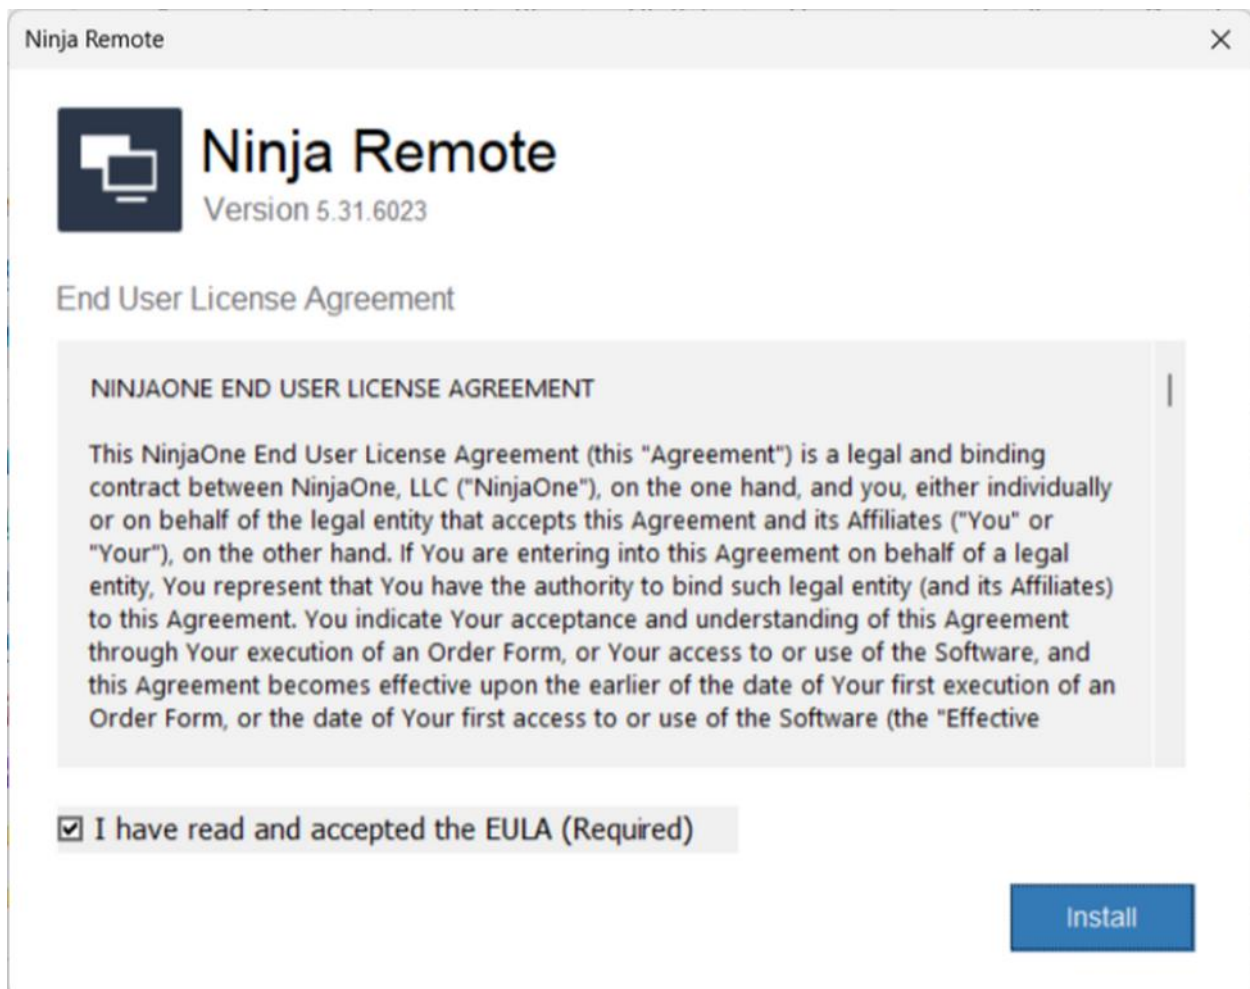 Ninja Remote
Ninja Remote
Version 5.31.6023
End User License Agreement
NINJAONE END USER LICENSE AGREEMENT
This NinjaOne End User License Agreement (this "Agreement") is a legal and binding
contract between NinjaOne, LLC ("NinjaOne"), on the one hand, and you, either individually
or on behalf of the legal entity that accepts this Agreement and its Affiliates ("You" or
"Your"), on the other hand. If You are entering into this Agreement on behalf of a legal
entity, You represent that You have the authority to bind such legal entity (and its Affiliates)
to this Agreement. You indicate Your acceptance and understanding of this Agreement
through Your execution of an Order Form, or Your access to or use of the Software, and
this Agreement becomes effective upon the earlier of the date of Your first execution of an
Order Form, or the date of Your first access to or use of the Software (the "Effective
I have read and accepted the EULA (Required)
Install